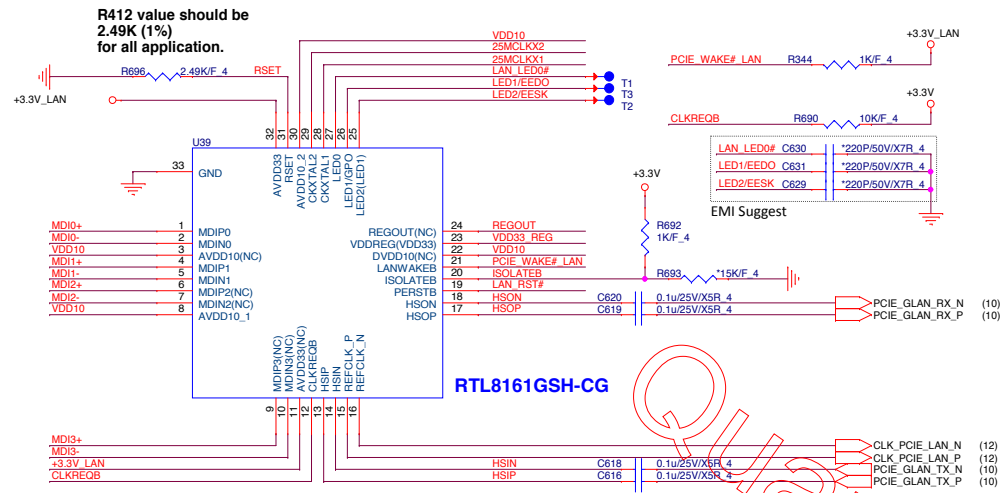 R412 value should be
2.49K (1%)
for all application.
R696 2.49K/F_4 RSET
+3.3V_LAN
VDD10
25MCLKX2
25MCLKX1
LAN_LED0#
LED1/EEDO
LED2/EESK
T1
T3
T2
+3.3V_LAN
PCIE_WAKE#_LAN R344 1K/F_4
+3.3V
CLKREQB R690 10K/F_4
LAN_LED0# C630 *220P/50V/X7R_4
LED1/EEDO C631 *220P/50V/X7R_4
LED2/EESK C629 *220P/50V/X7R_4
EMI Suggest
32 31 30 29 28 27 26 25
U39
AVDD33
RSET
AVDD10_2
CKXTAL2
CKXTAL1
LED0
LED1/GPO
LED2(LED1)
33 GND
MDI0+ 1 MDIP0
MDI0- 2 MDIN0
VDD10 3 AVDD10(NC)
MDI1+ 4 MDIP1
MDI1- 5 MDIN1
MDI2+ 6 MDIP2(NC)
MDI2- 7 MDIN2(NC)
VDD10 8 AVDD10_1
REGOUT(NC) 24 REGOUT
VDDREG(VDD33) 23 VDD33_REG
DVDD10(NC) 22 VDD10
LANWAKEB 21 PCIE_WAKE#_LAN
ISOLATEB 20 ISOLATEB
PERSTB 19 LAN_RST#
HSON 18 HSON
HSOP 17 HSOP
+3.3V
R692
1K/F_4
R693 *15K/F_4
C620 0.1u/25V/X5R_4 PCIE_GLAN_RX_N (10)
C619 0.1u/25V/X5R_4 PCIE_GLAN_RX_P (10)
MDIP3(NC)
MDIN3(NC)
AVDD33(NC)
CLKREQB
HSIP
HSIN
REFCLK_P
REFCLK_N
9 10 11 12 13 14 15 16
RTL8161GSH-CG
MDI3+
MDI3-
+3.3V_LAN
CLKREQB
CLK_PCIE_LAN_N (12)
CLK_PCIE_LAN_P (12)
HSIN C618 0.1u/25V/X5R_4 PCIE_GLAN_TX_N (10)
HSIP C616 0.1u/25V/X5R_4 PCIE_GLAN_TX_P (10)